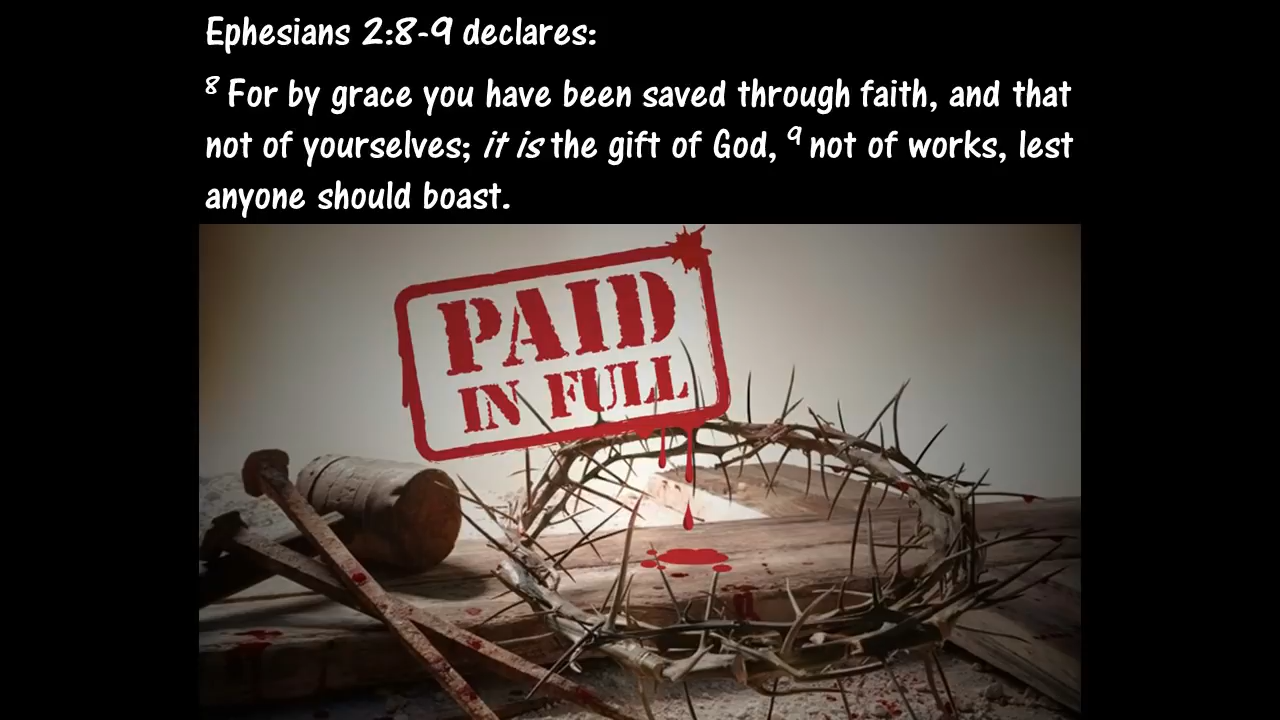 Ephesians 2:8-9 declares:
⁸ For by grace you have been saved through faith, and that
not of yourselves; it is the gift of God, ⁹ not of works, lest
anyone should boast.
PAID
IN FULL